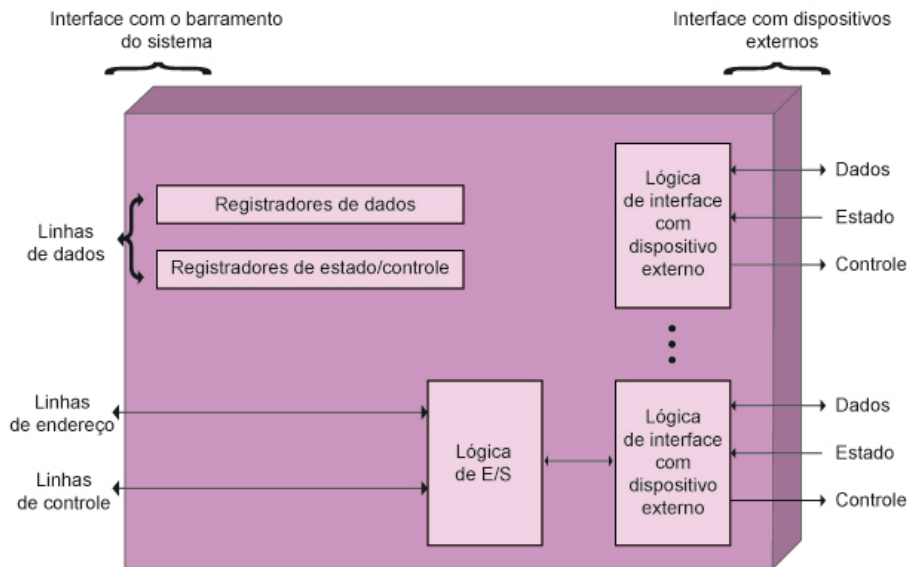 Interface com o barramento
do sistema
Interface com dispositivos
externos
Registradores de dados
Linhas
de dados
Registradores de estado/controle
Lógica
de interface
com
dispositivo
externo
Dados
Estado
Controle
Linhas
de endereço
Linhas
de controle
Lógica
de E/S
Lógica
de interface
com
dispositivo
externo
Dados
Estado
Controle